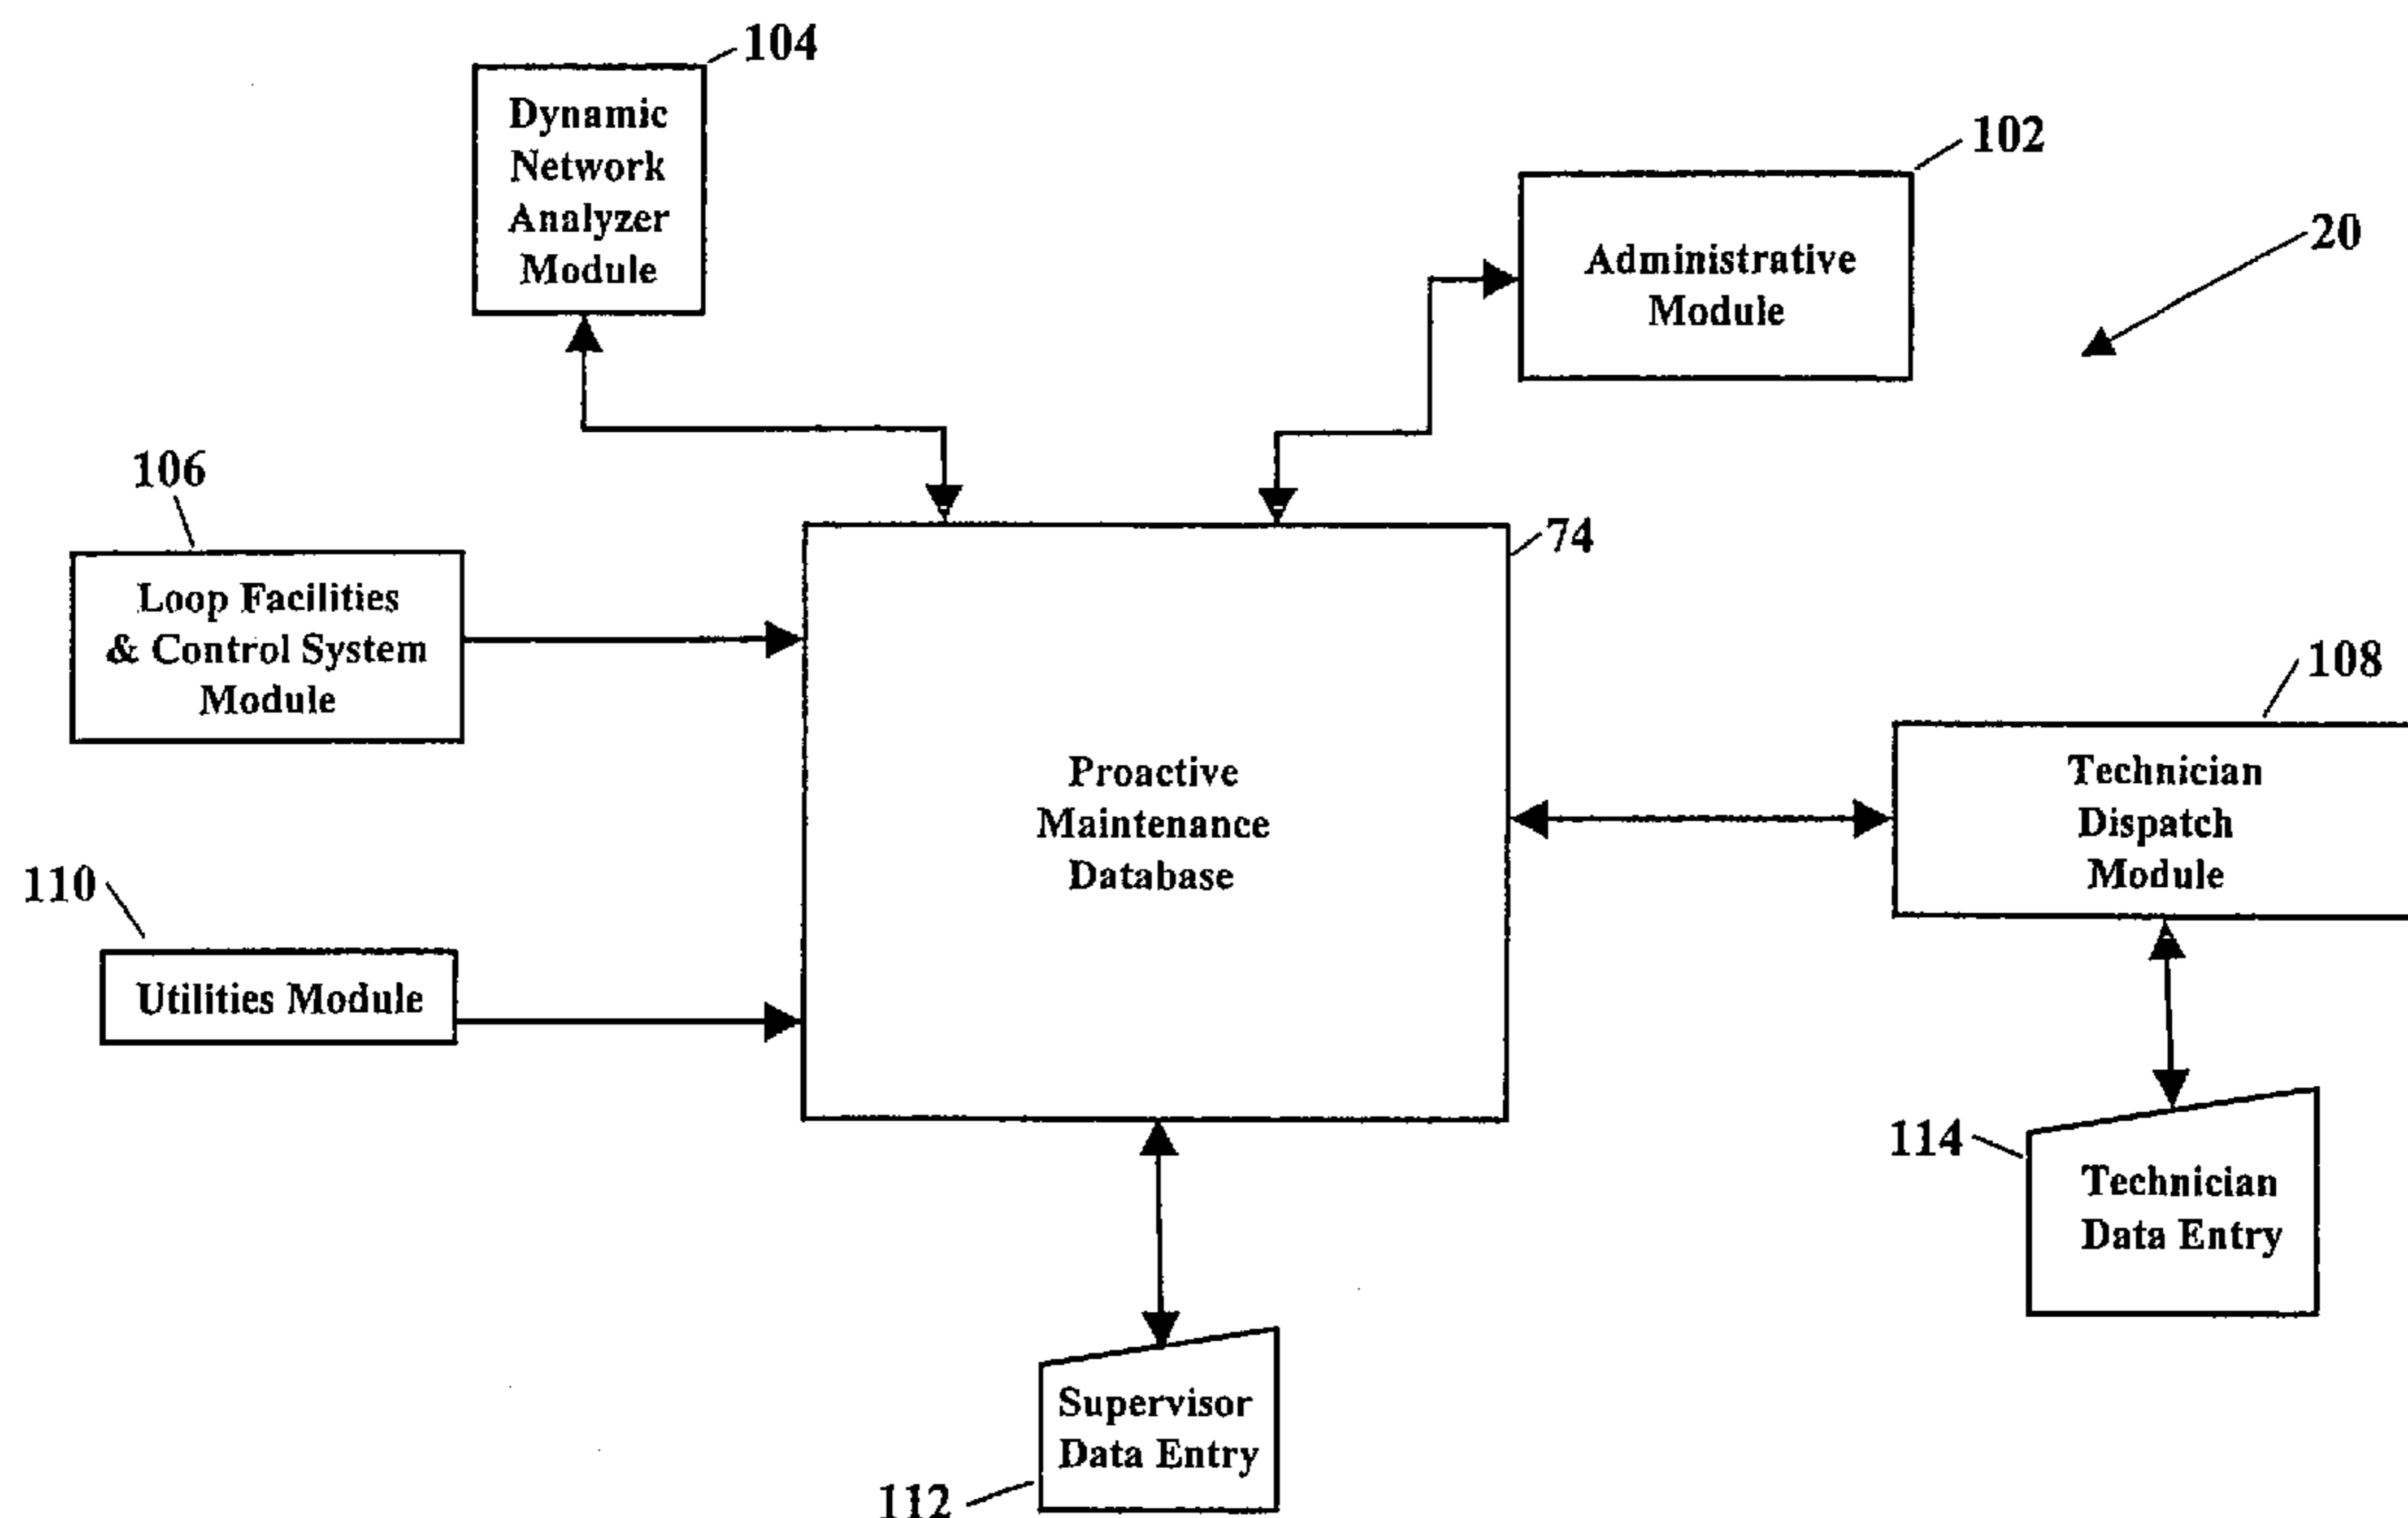 104
Dynamic
Network
Analyzer
Module
102
Administrative
Module
20
106
Loop Facilities
& Control System
Module
74
Proactive
Maintenance
Database
108
Technician
Dispatch
Module
110
Utilities Module
114
Technician
Data Entry
Supervisor
Data Entry
112